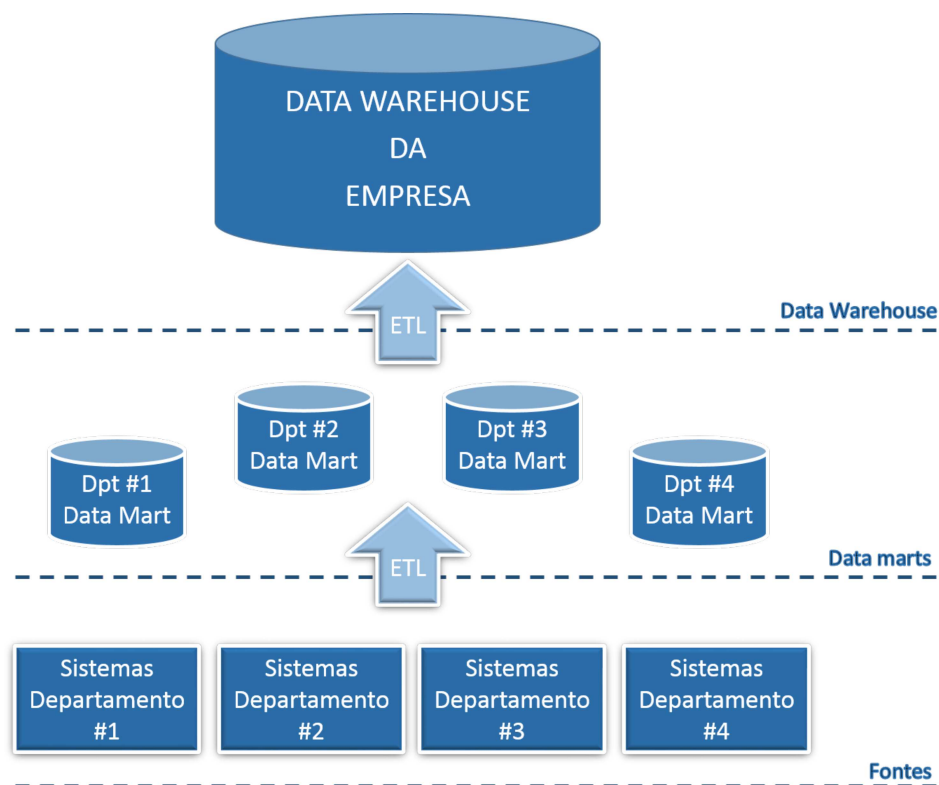 DATA WAREHOUSE
DA
EMPRESA
ETL
Data Warehouse
Dpt #1
Data Mart
Dpt #2
Data Mart
Dpt #3
Data Mart
Dpt #4
Data Mart
ETL
Data marts
Sistemas
Departamento
#1
Sistemas
Departamento
#2
Sistemas
Departamento
#3
Sistemas
Departamento
#4
Fontes